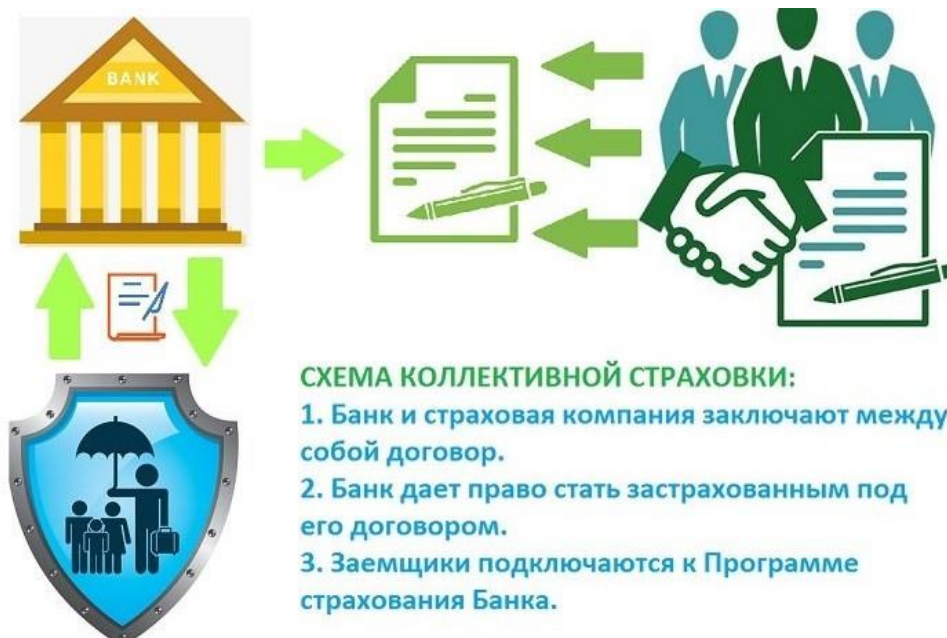 BANK
СХЕМА КОЛЛЕКТИВНОЙ СТРАХОВКИ:
1. Банк и страховая компания заключают между
собой договор.
2. Банк дает право стать застрахованным под
его договором.
3. Заемщики подключаются к Программе
страхования Банка.